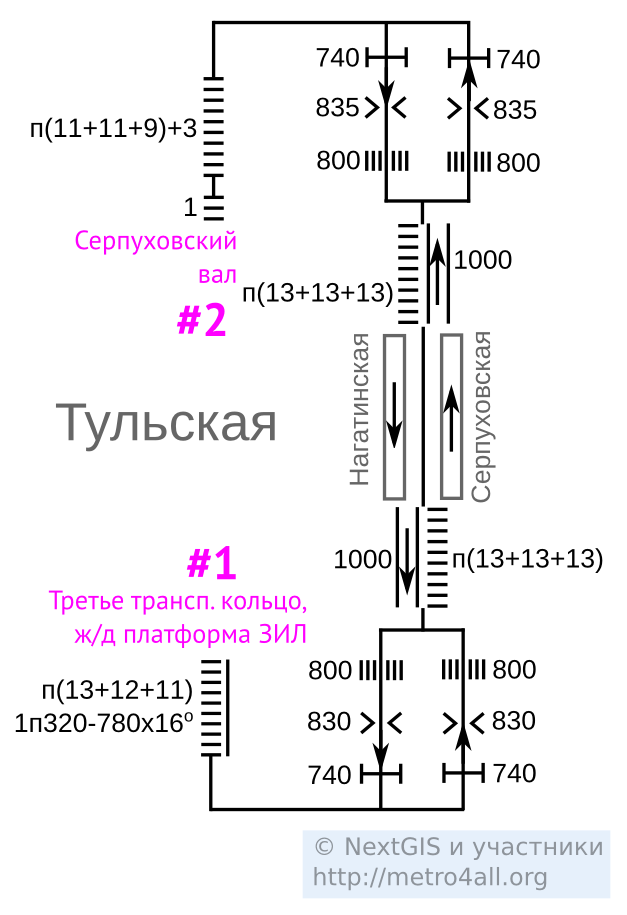 740
740
835
835
п(11+11+9)+3
800
800
1
Серпуховский
вал
1000
п(13+13+13)
#2
Нагатинская
Серпуховская
Тульская
#1
1000
п(13+13+13)
Третье трансп. кольцо,
ж/д платформа ЗИЛ
800
800
п(13+12+11)
1п320-780х16º
830
830
740
740
© NextGIS и участники
http://metro4all.org